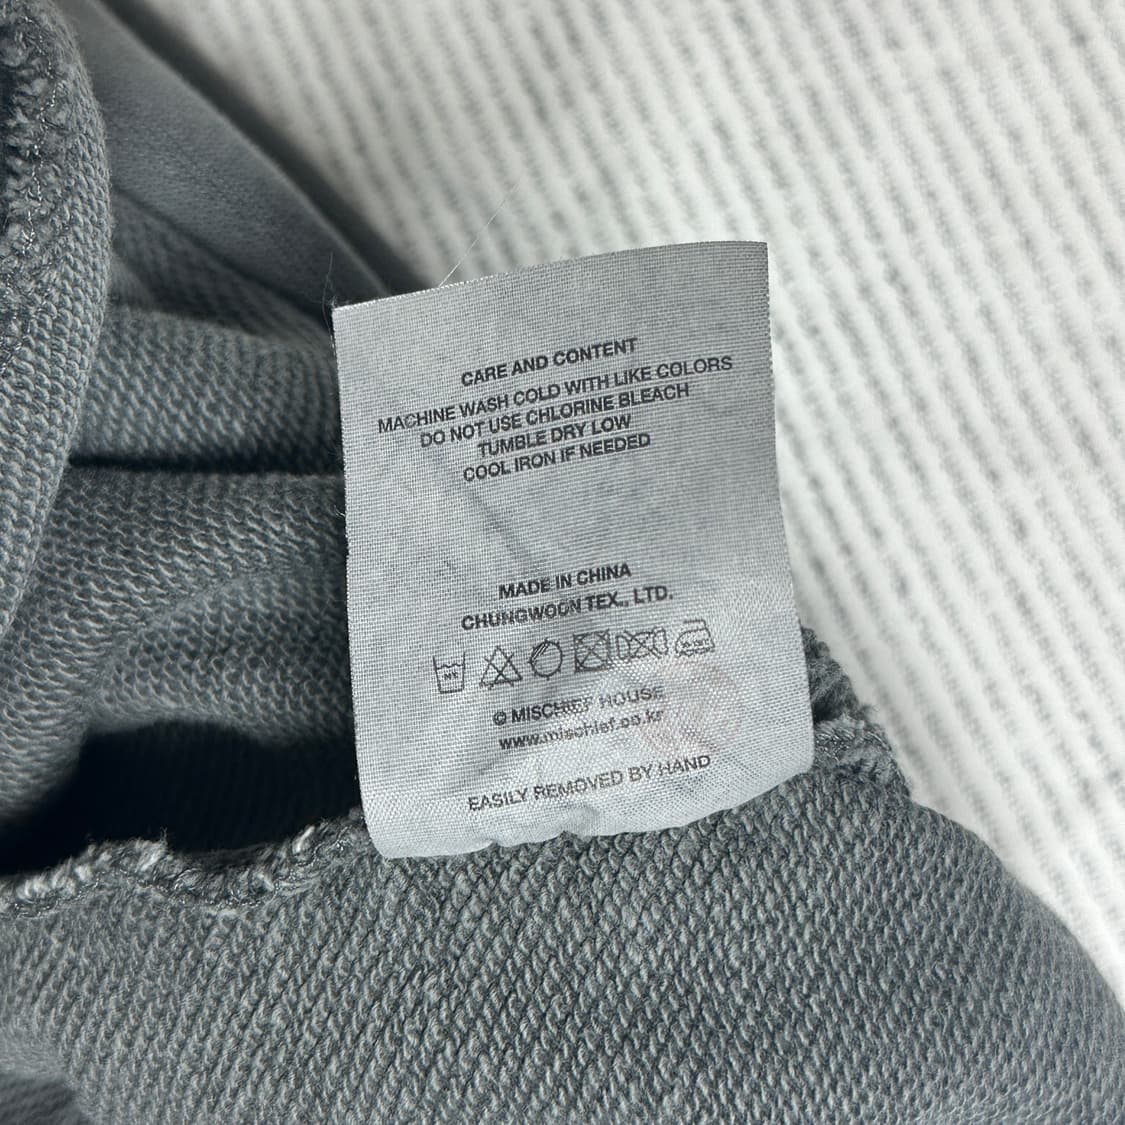 CARE AND CONTENT
MACHINE WASH COLD WITH LIKE COLORS
DO NOT USE CHLORINE BLEACH
TUMBLE DRY LOW
COOL IRON IF NEEDED
MADE IN CHINA
CHUNGWOON TEX., LTD.
© MISCHIEF HOUSE
www.mischief.co.kr
EASILY REMOVED BY HAND